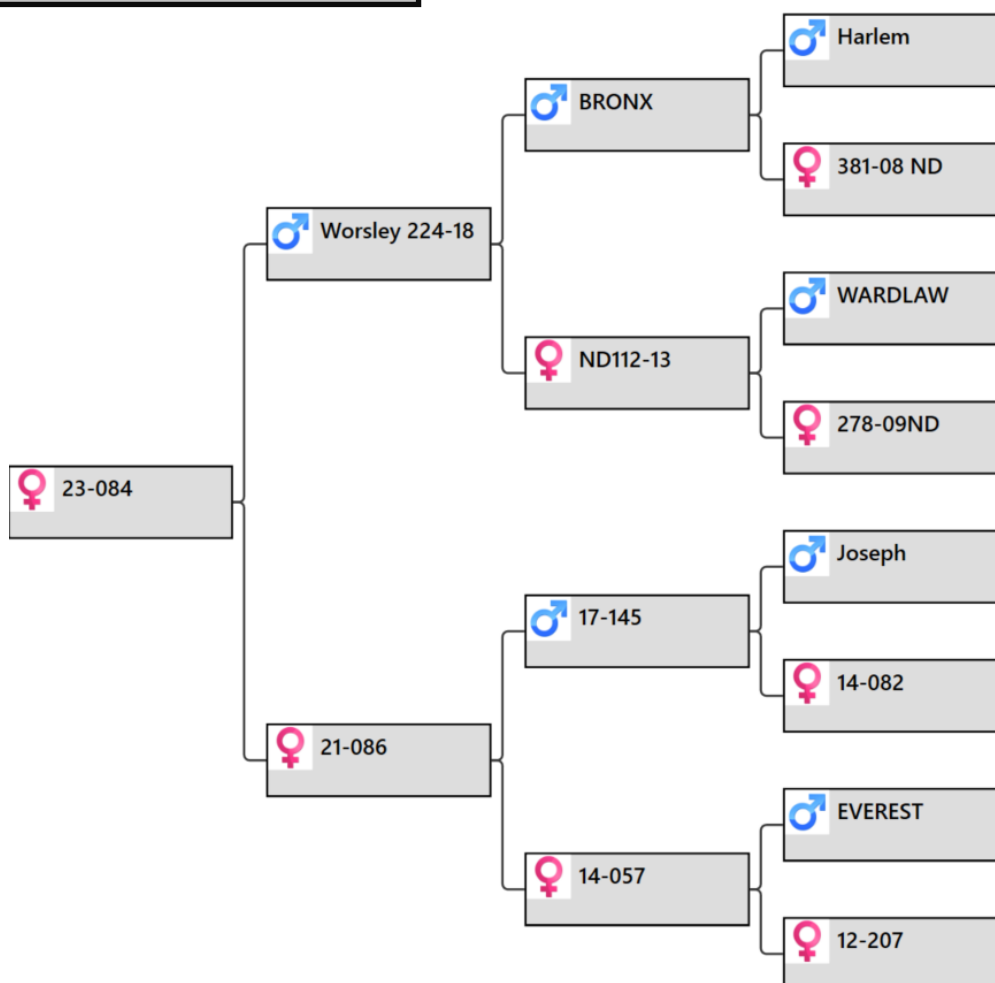 Harlem
BRONX
381-08 ND
Worsley 224-18
WARDLAW
ND112-13
278-09ND
23-084
Joseph
17-145
14-082
21-086
EVEREST
14-057
12-207